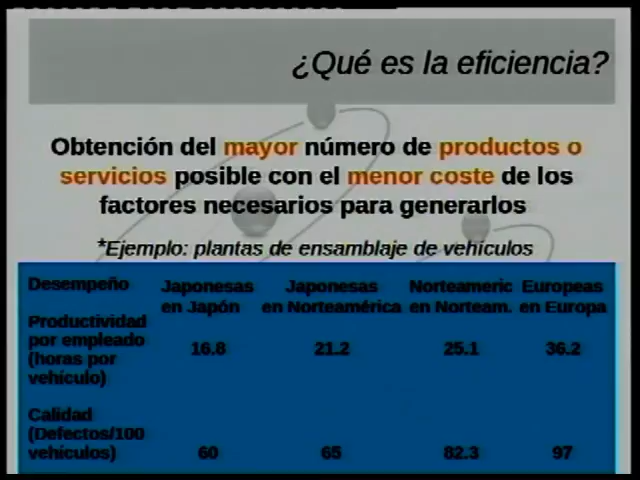 ¿Qué es la eficiencia?
Obtención del mayor número de productos o
servicios posible con el menor coste de los
factores necesarios para generarlos
*Ejemplo: plantas de ensamblaje de vehículos
Desempeño Japonesas Japonesas Norteameric Europeas
en Japón en Norteamérica en Norteam. en Europa
Productividad
por empleado 16.8 21.2 25.1 36.2
(horas por
vehículo)
Calidad
(Defectos/100
vehículos) 60 65 82.3 97